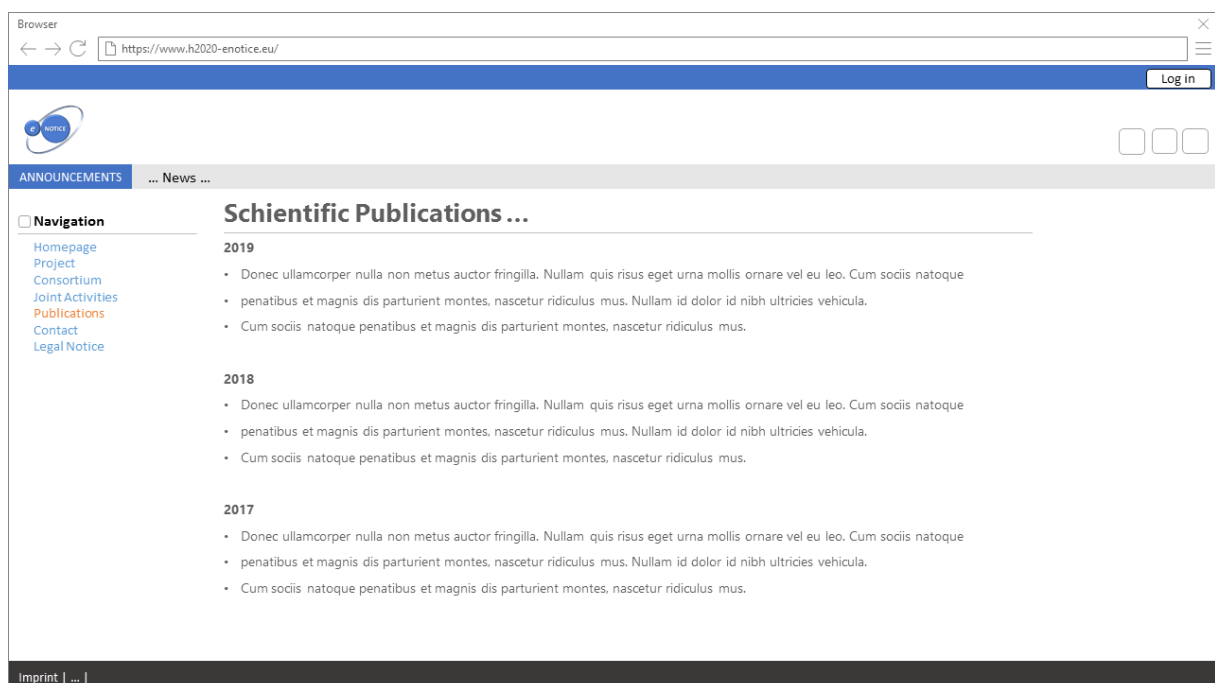 Browser
https://www.h2020-enotice.eu/
Log in
e NOTICE
ANNOUNCEMENTS ... News ...
Navigation
Homepage
Project
Consortium
Joint Activities
Publications
Contact
Legal Notice
Schientific Publications ...
2019
• Donec ullamcorper nulla non metus auctor fringilla. Nullam quis risus eget urna mollis ornare vel eu leo. Cum sociis natoque
• penatibus et magnis dis parturient montes, nascetur ridiculus mus. Nullam id dolor id nibh ultricies vehicula.
• Cum sociis natoque penatibus et magnis dis parturient montes, nascetur ridiculus mus.
2018
• Donec ullamcorper nulla non metus auctor fringilla. Nullam quis risus eget urna mollis ornare vel eu leo. Cum sociis natoque
• penatibus et magnis dis parturient montes, nascetur ridiculus mus. Nullam id dolor id nibh ultricies vehicula.
• Cum sociis natoque penatibus et magnis dis parturient montes, nascetur ridiculus mus.
2017
• Donec ullamcorper nulla non metus auctor fringilla. Nullam quis risus eget urna mollis ornare vel eu leo. Cum sociis natoque
• penatibus et magnis dis parturient montes, nascetur ridiculus mus. Nullam id dolor id nibh ultricies vehicula.
• Cum sociis natoque penatibus et magnis dis parturient montes, nascetur ridiculus mus.
Imprint | ... |